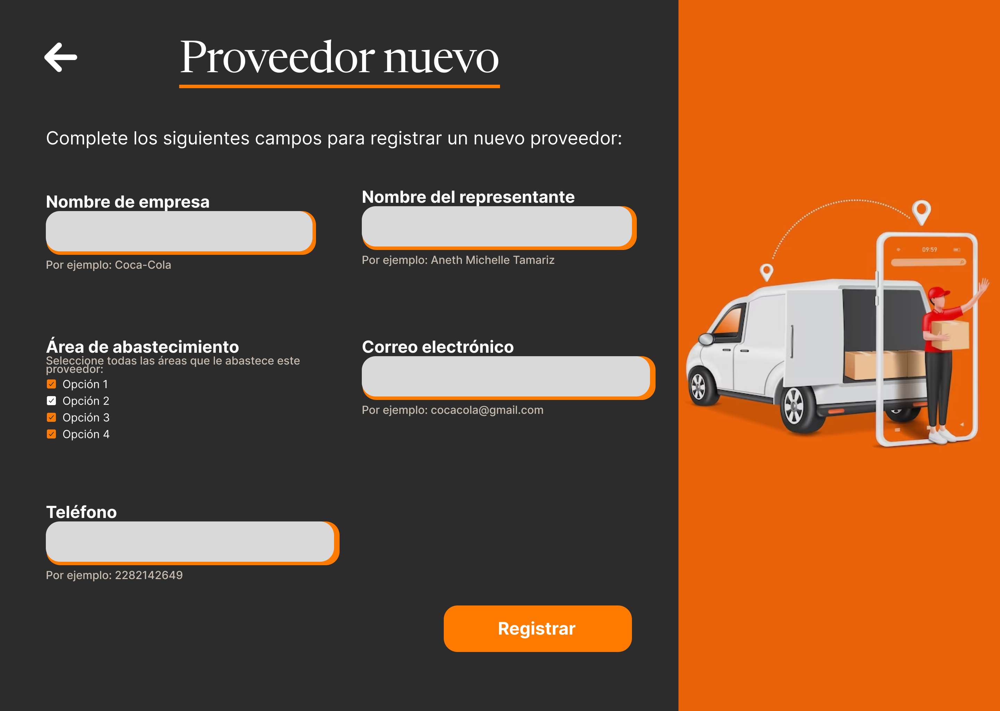 Proveedor nuevo
Complete los siguientes campos para registrar un nuevo proveedor:
Nombre de empresa
Por ejemplo: Coca-Cola
Nombre del representante
Por ejemplo: Aneth Michelle Tamariz
Área de abastecimiento
Seleccione todas las áreas que le abastece este
proveedor:
Opción 1
Opción 2
Opción 3
Opción 4
Correo electrónico
Por ejemplo: cocacola@gmail.com
Teléfono
Por ejemplo: 2282142649
Registrar
09:59